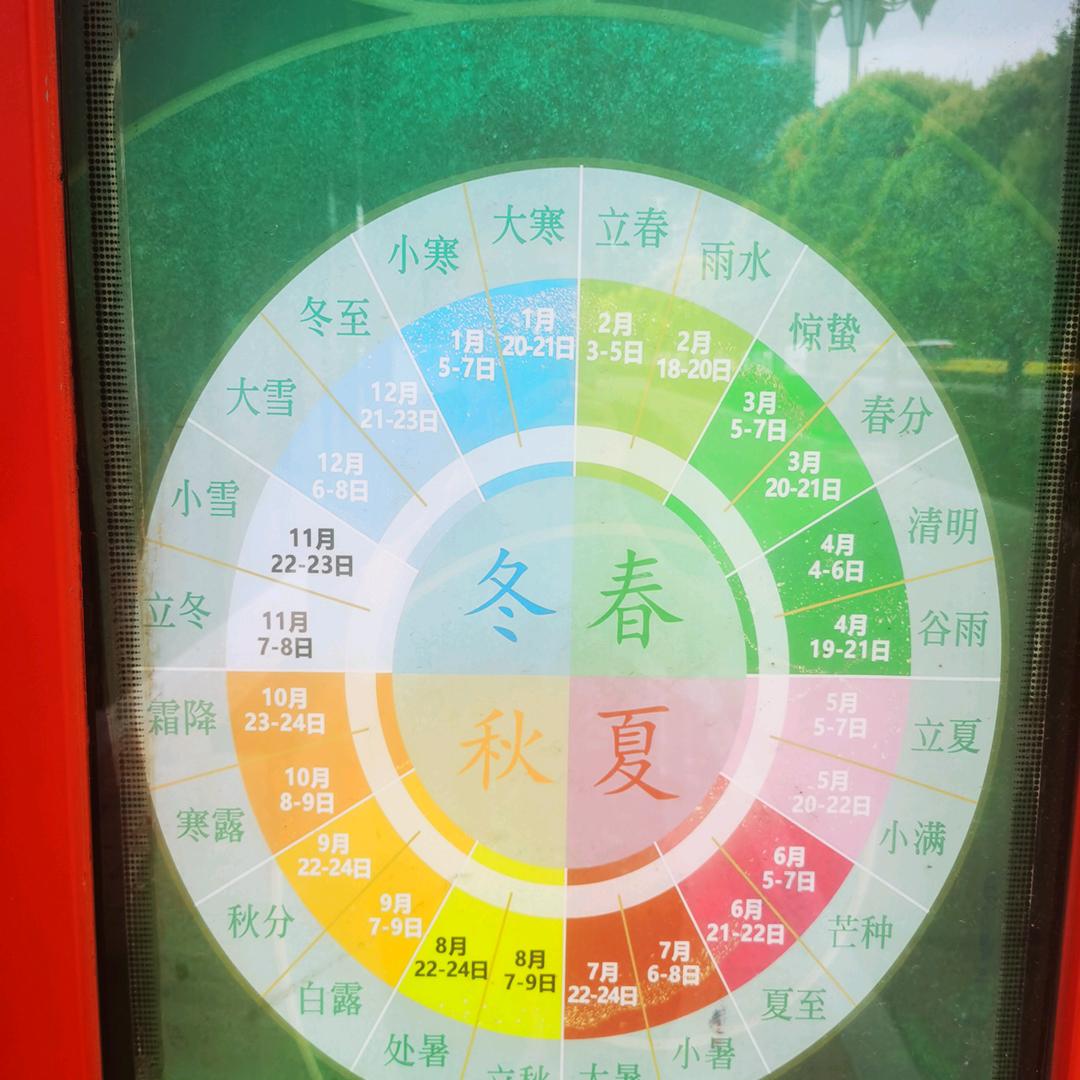 大寒
立春
小寒
雨水
冬至
惊蛰
大雪
春分
小雪
清明
立冬
谷雨
霜降
立夏
寒露
小满
秋分
芒种
白露
夏至
处暑
小暑
立秋
大暑
1月
20-21日
2月
3-5日
1月
5-7日
2月
18-20日
12月
21-23日
3月
5-7日
12月
6-8日
3月
20-21日
11月
22-23日
4月
4-6日
11月
7-8日
4月
19-21日
10月
23-24日
5月
5-7日
10月
8-9日
5月
20-22日
9月
22-24日
6月
5-7日
9月
7-9日
6月
21-22日
8月
22-24日
8月
7-9日
7月
22-24日
7月
6-8日
冬 春
秋 夏